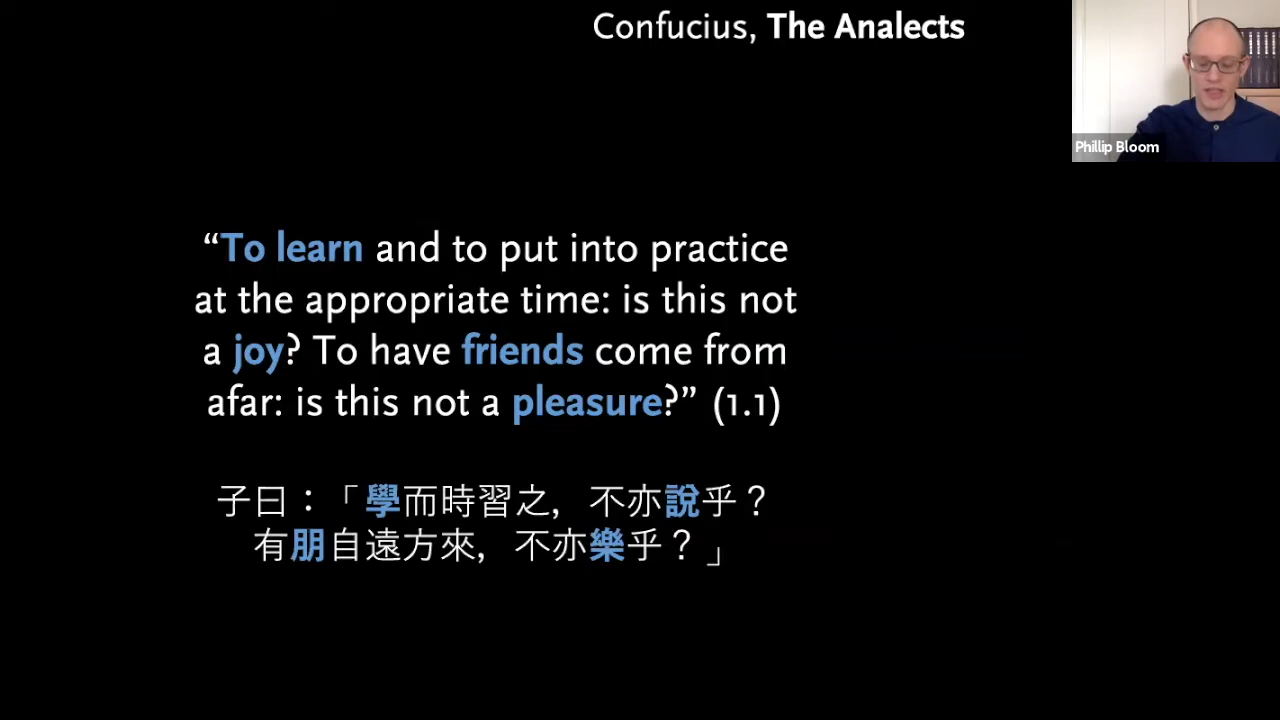 Confucius, The Analects
Phillip Bloom
“To learn and to put into practice
at the appropriate time: is this not
a joy? To have friends come from
afar: is this not a pleasure?” (1.1)
子曰：「學而時習之，不亦說乎？
有朋自遠方來，不亦樂乎？」